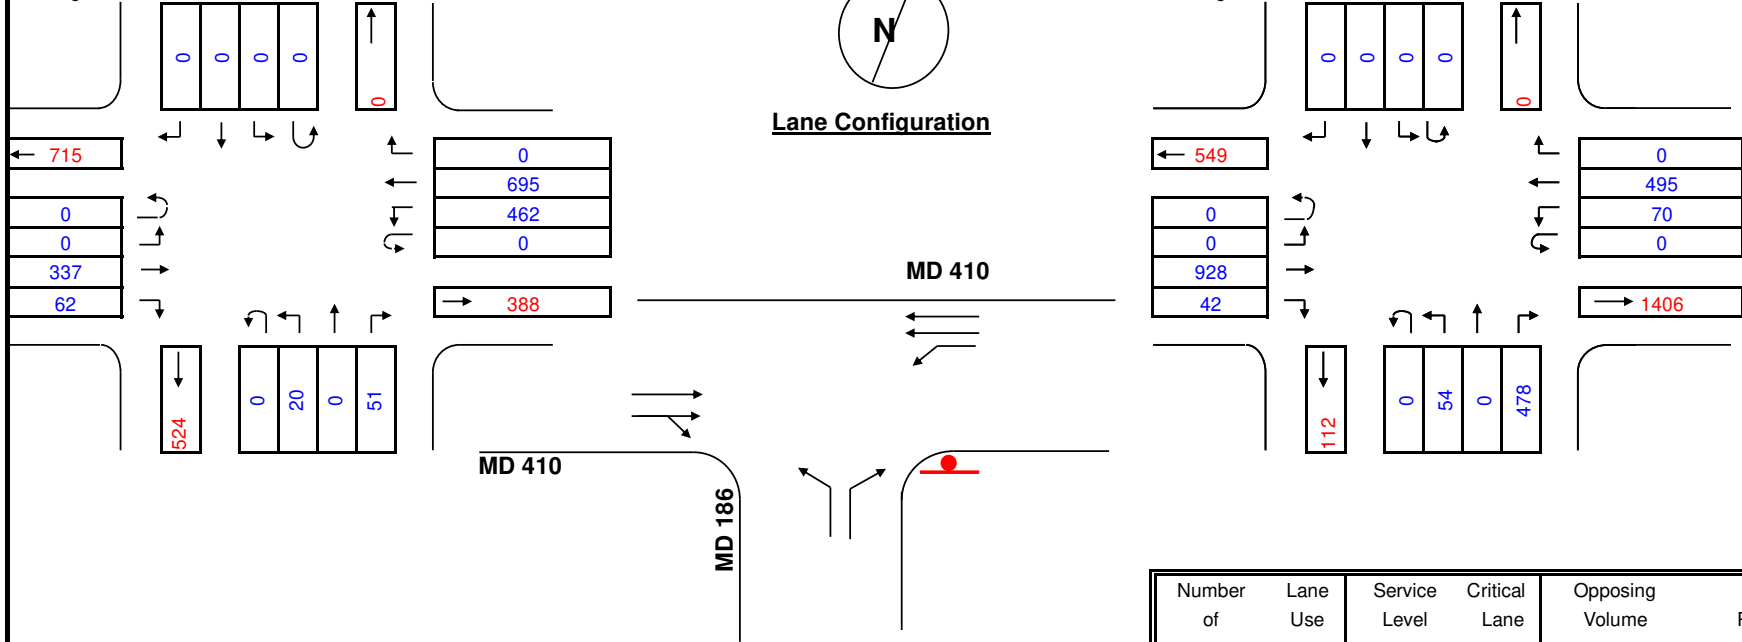 0 0 0 0
0
N
Lane Configuration
0 0 0 0
0
715
0
695
462
0
0
0
337
62
388
524
0 20 0 51
MD 410
MD 410
MD 186
549
0
495
70
0
0
0
928
42
1406
112
0 54 0 478
Number Lane Service Critical Opposing
of Use Level Lane Volume